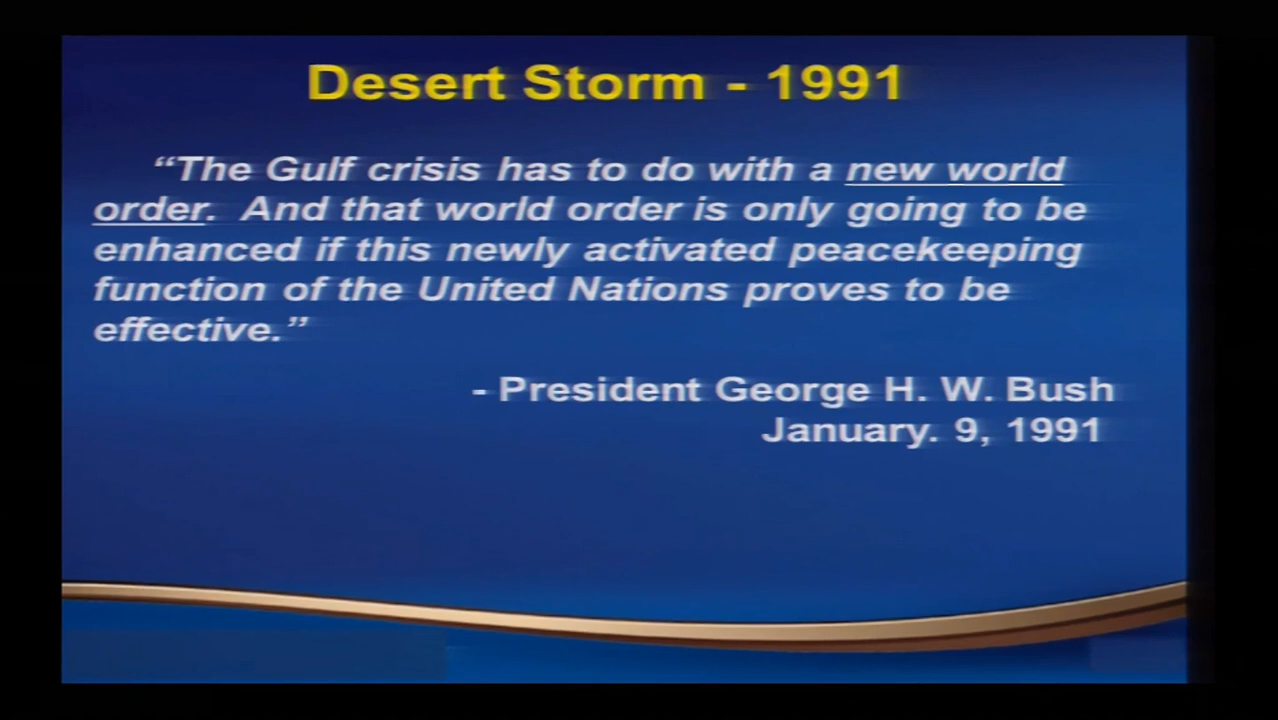 Desert Storm - 1991
“The Gulf crisis has to do with a new world
order.  And that world order is only going to be
enhanced if this newly activated peacekeeping
function of the United Nations proves to be
effective.”
- President George H. W. Bush
January. 9, 1991